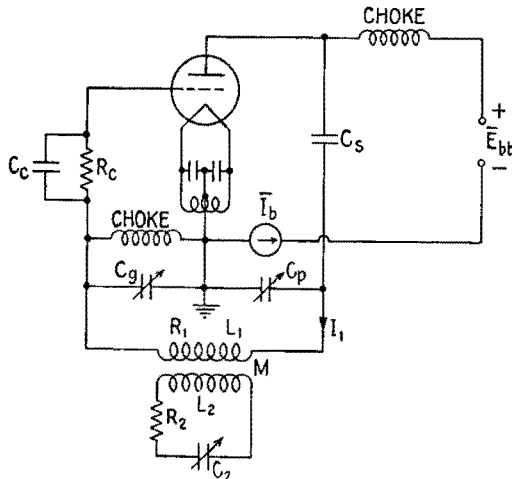 CHOKE
+
E̅bb
−
Cs
Cc
Rc
CHOKE
I̅b
Cg
Cp
R1
L1
I1
M
L2
R2
C2